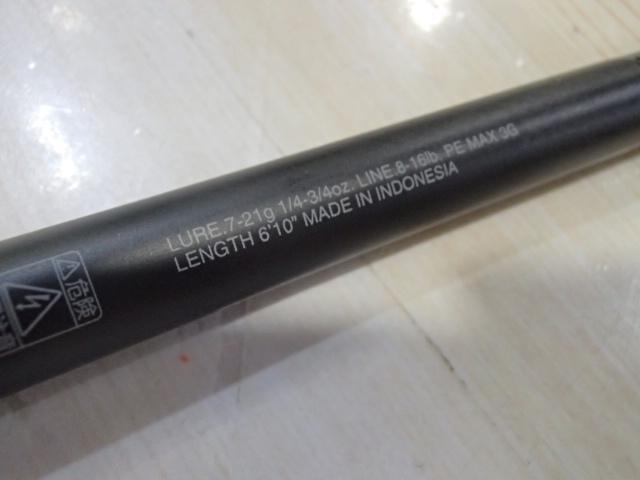 LURE.7-21g 1/4-3/4oz. LINE.8-16lb. PE MAX 3G
LENGTH 6'10" MADE IN INDONESIA
危険